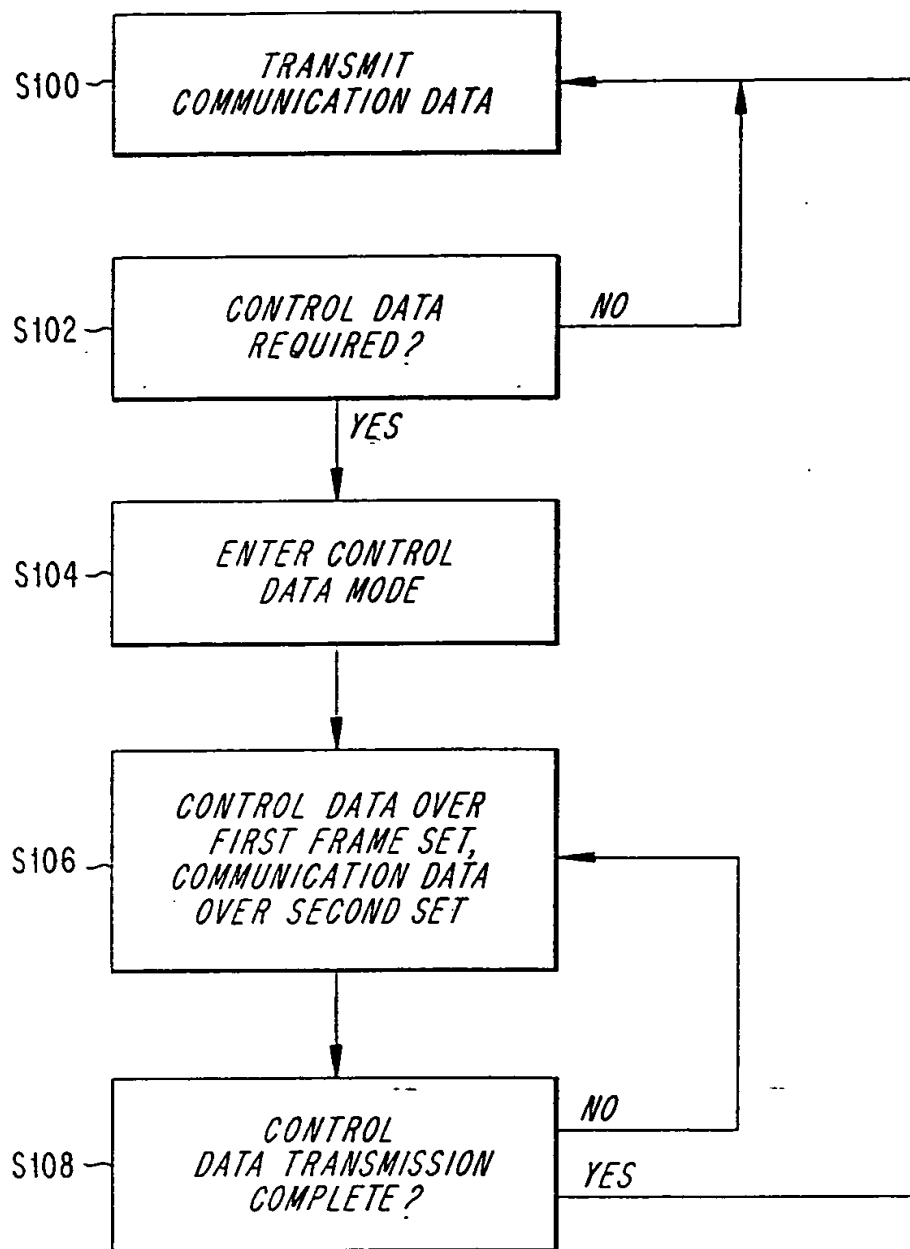 S100
TRANSMIT
COMMUNICATION DATA
S102
CONTROL DATA
REQUIRED?
NO
YES
S104
ENTER CONTROL
DATA MODE
S106
CONTROL DATA OVER
FIRST FRAME SET,
COMMUNICATION DATA
OVER SECOND SET
S108
CONTROL
DATA TRANSMISSION
COMPLETE?
NO
YES